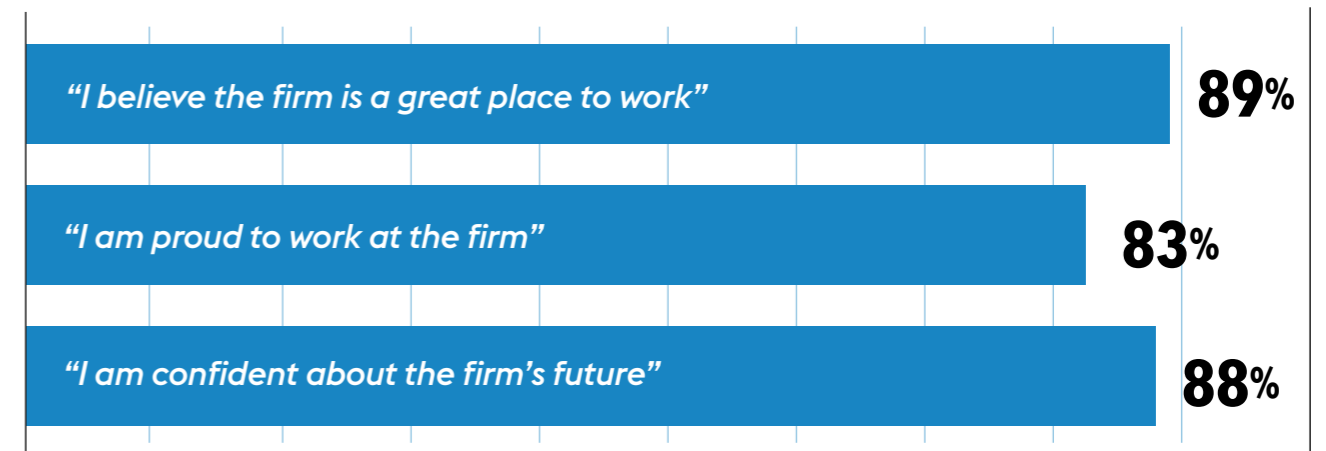 “I believe the firm is a great place to work”
89%
“I am proud to work at the firm”
83%
“I am confident about the firm’s future”
88%